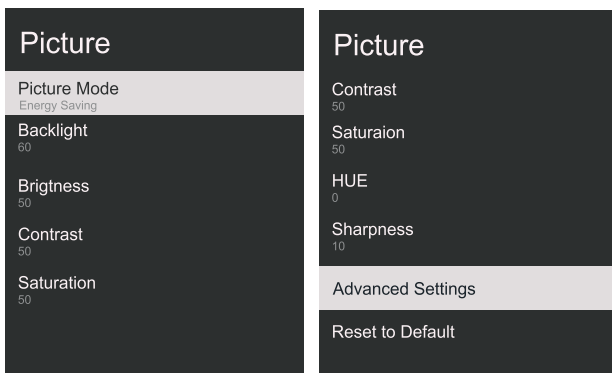 Picture
Picture Mode
Energy Saving
Backlight
60
Brigtness
50
Contrast
50
Saturation
50
Picture
Contrast
50
Saturaion
50
HUE
0
Sharpness
10
Advanced Settings
Reset to Default